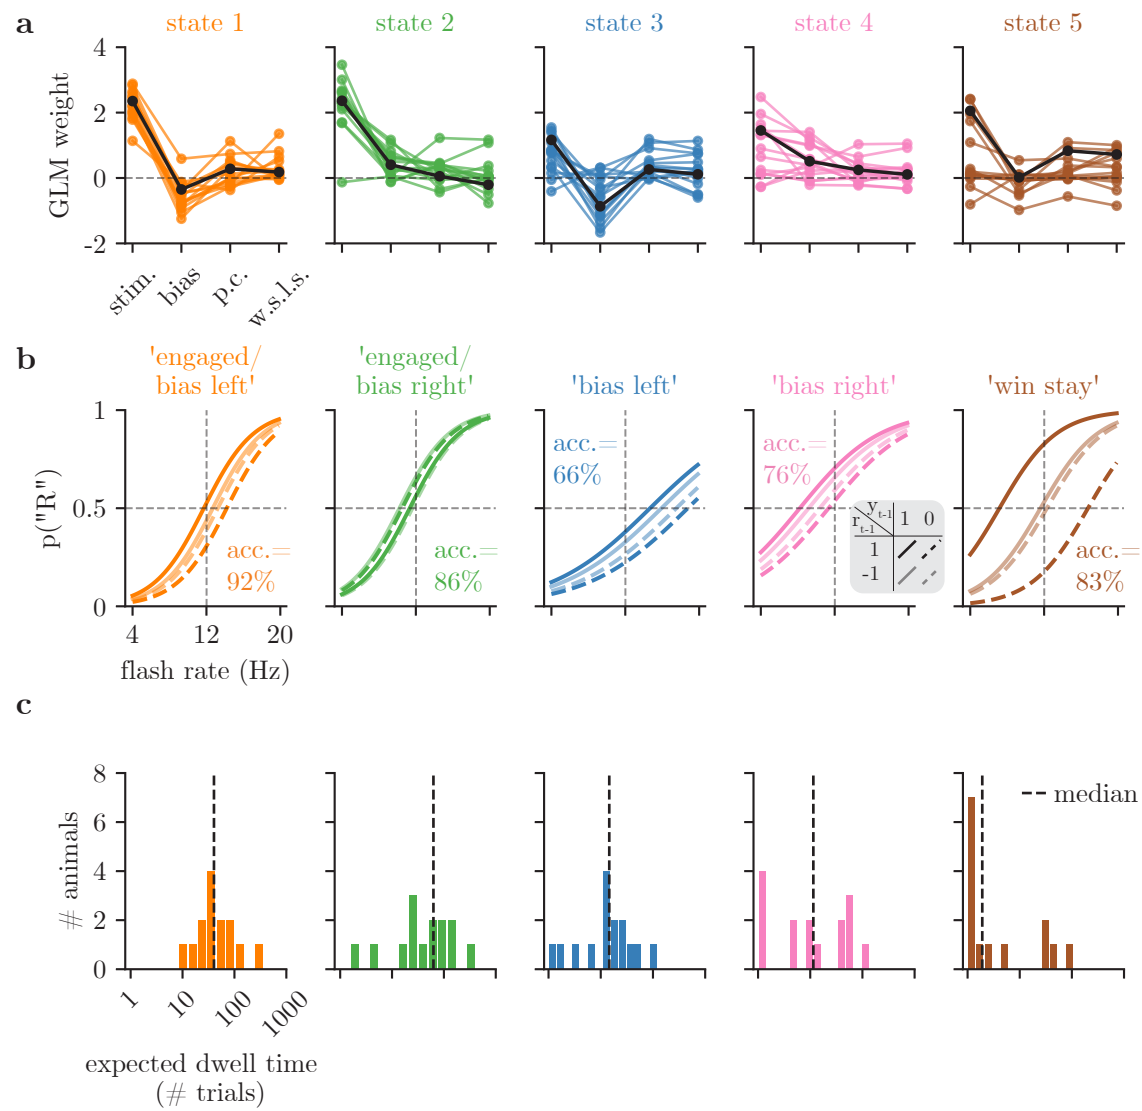 a
state 1
state 2
state 3
state 4
state 5
GLM weight
4
2
0
-2
stim.
bias
p.c.
w.s.l.s.
b
'engaged/
bias left'
'engaged/
bias right'
'bias left'
'bias right'
'win stay'
p("R")
1
0.5
0
acc.=
92%
acc.=
86%
acc.=
66%
acc.=
76%
y t-1
r t-1
1 0
1
-1
acc.=
83%
4 12 20
flash rate (Hz)
c
# animals
8
6
4
2
0
median
1 10 100 1000
expected dwell time
(# trials)